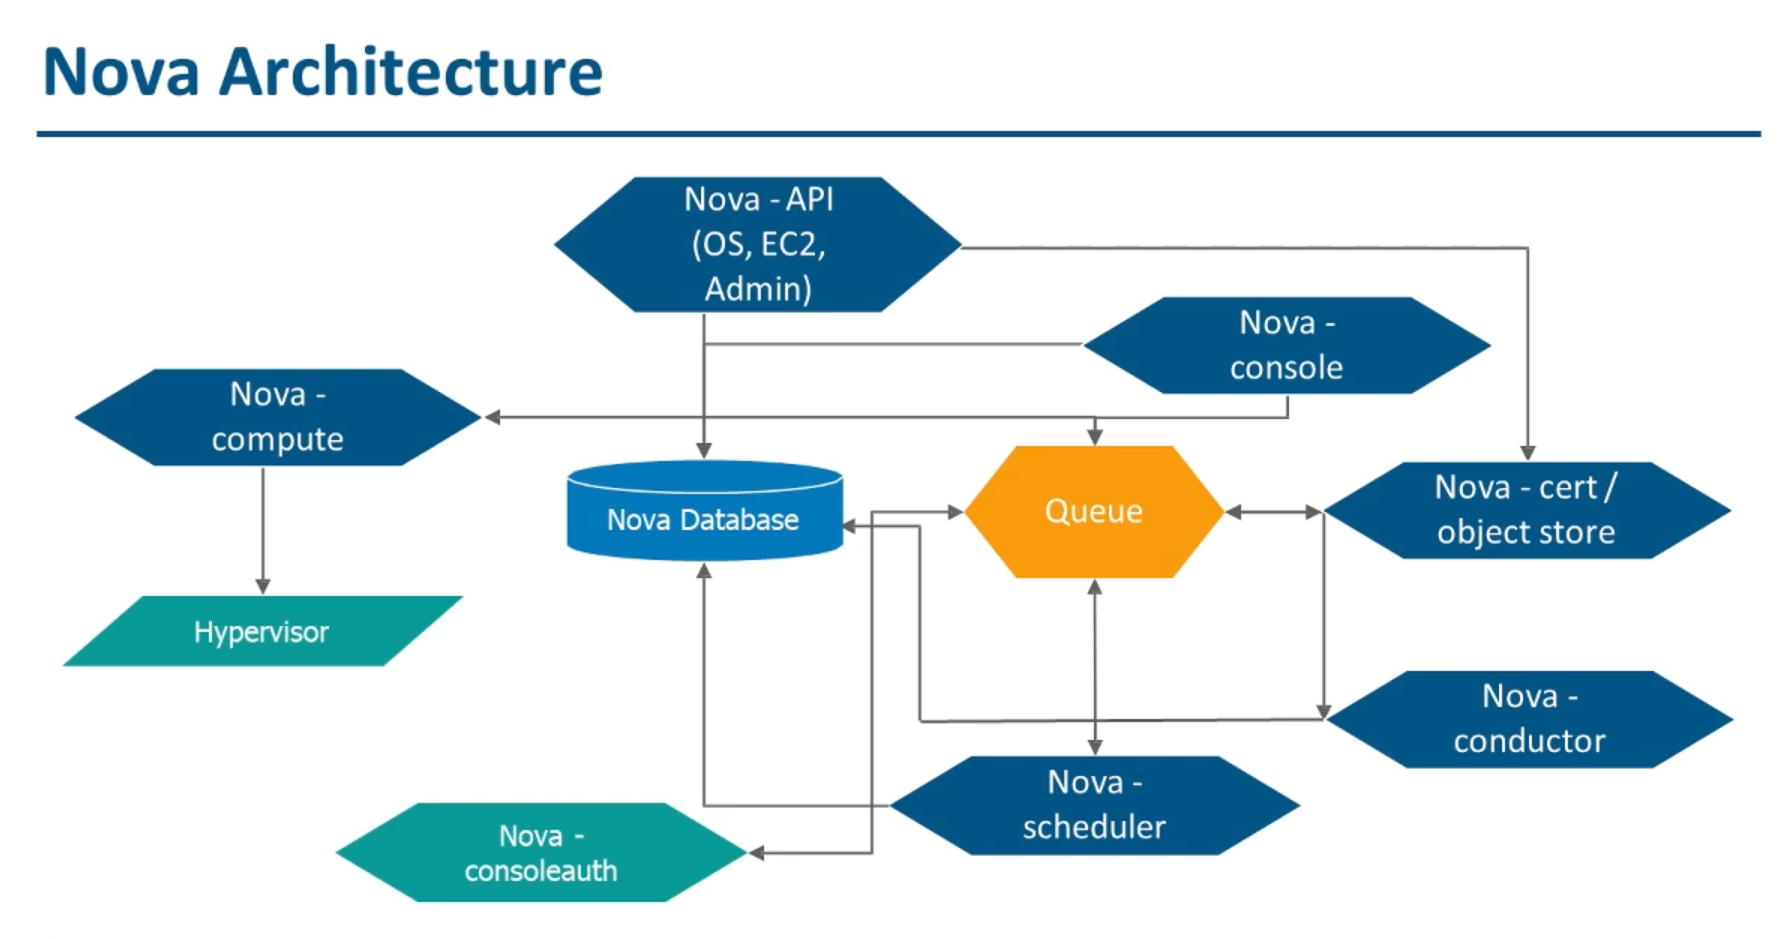 Nova Architecture
Nova - API
(OS, EC2,
Admin)
Nova -
console
Nova -
compute
Nova Database
Queue
Nova - cert /
object store
Hypervisor
Nova -
conductor
Nova -
scheduler
Nova -
consoleauth